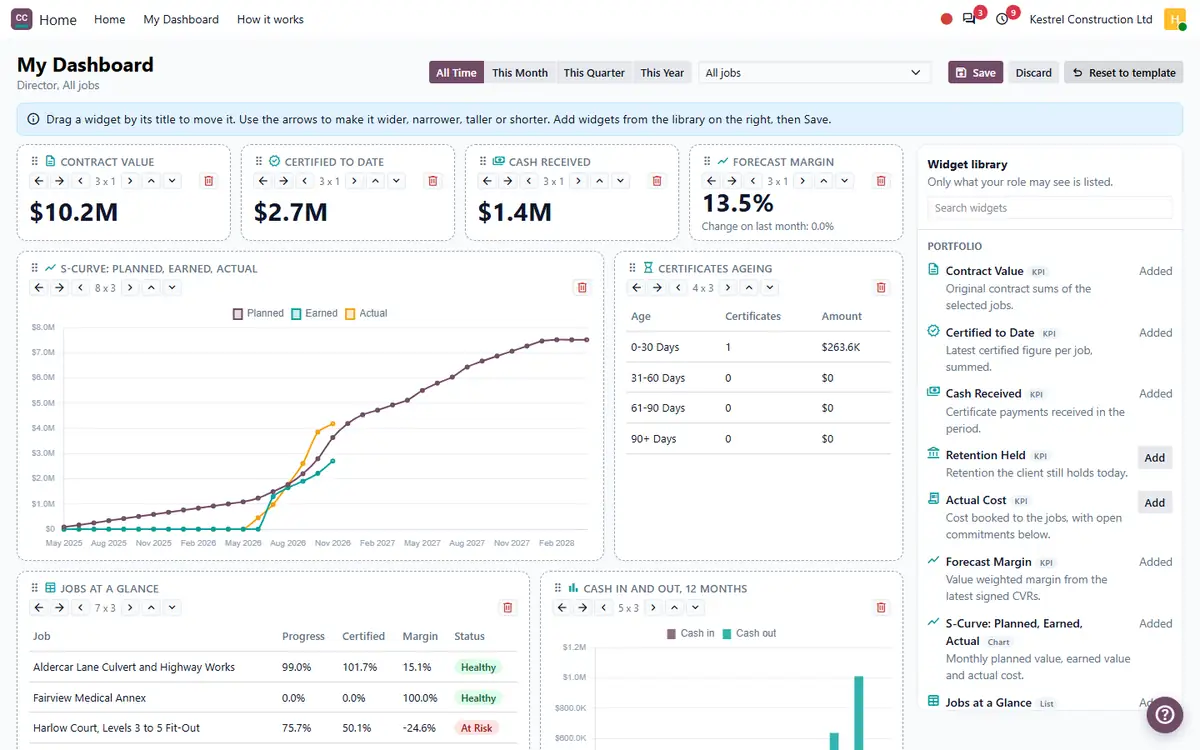 CC Home Home My Dashboard How it works 3 9 Kestrel Construction Ltd H
My Dashboard
Director, All jobs
All Time This Month This Quarter This Year All jobs Save Discard Reset to template
Drag a widget by its title to move it. Use the arrows to make it wider, narrower, taller or shorter. Add widgets from the library on the right, then Save.
CONTRACT VALUE
3 x 1
$10.2M
CERTIFIED TO DATE
3 x 1
$2.7M
CASH RECEIVED
3 x 1
$1.4M
FORECAST MARGIN
3 x 1
13.5%
Change on last month: 0.0%
S-CURVE: PLANNED, EARNED, ACTUAL
8 x 3
Planned Earned Actual
$8.0M
$7.0M
$6.0M
$5.0M
$4.0M
$3.0M
$2.0M
$1.0M
$0
May 2025 Aug 2025 Nov 2025 Feb 2026 May 2026 Aug 2026 Nov 2026 Feb 2027 May 2027 Aug 2027 Nov 2027 Feb 2028
CERTIFICATES AGEING
4 x 3
Age Certificates Amount
0-30 Days 1 $263.6K
31-60 Days 0 $0
61-90 Days 0 $0
90+ Days 0 $0
JOBS AT A GLANCE
7 x 3
Job Progress Certified Margin Status
Aldercar Lane Culvert and Highway Works 99.0% 101.7% 15.1% Healthy
Fairview Medical Annex 0.0% 0.0% 100.0% Healthy
Harlow Court, Levels 3 to 5 Fit-Out 75.7% 50.1% -24.6% At Risk
CASH IN AND OUT, 12 MONTHS
5 x 3
Cash in Cash out
$1.2M
$1.0M
$800.0K
$600.0K
Widget library
Only what your role may see is listed.
Search widgets
PORTFOLIO
Contract Value KPI Added
Original contract sums of the
selected jobs.
Certified to Date KPI Added
Latest certified figure per job,
summed.
Cash Received KPI Added
Certificate payments received in the
period.
Retention Held KPI Add
Retention the client still holds today.
Actual Cost KPI Add
Cost booked to the jobs, with open
commitments below.
Forecast Margin KPI Added
Value weighted margin from the
latest signed CVRs.
S-Curve: Planned, Earned, Added
Actual Chart
Monthly planned value, earned value
and actual cost.
Jobs at a Glance List